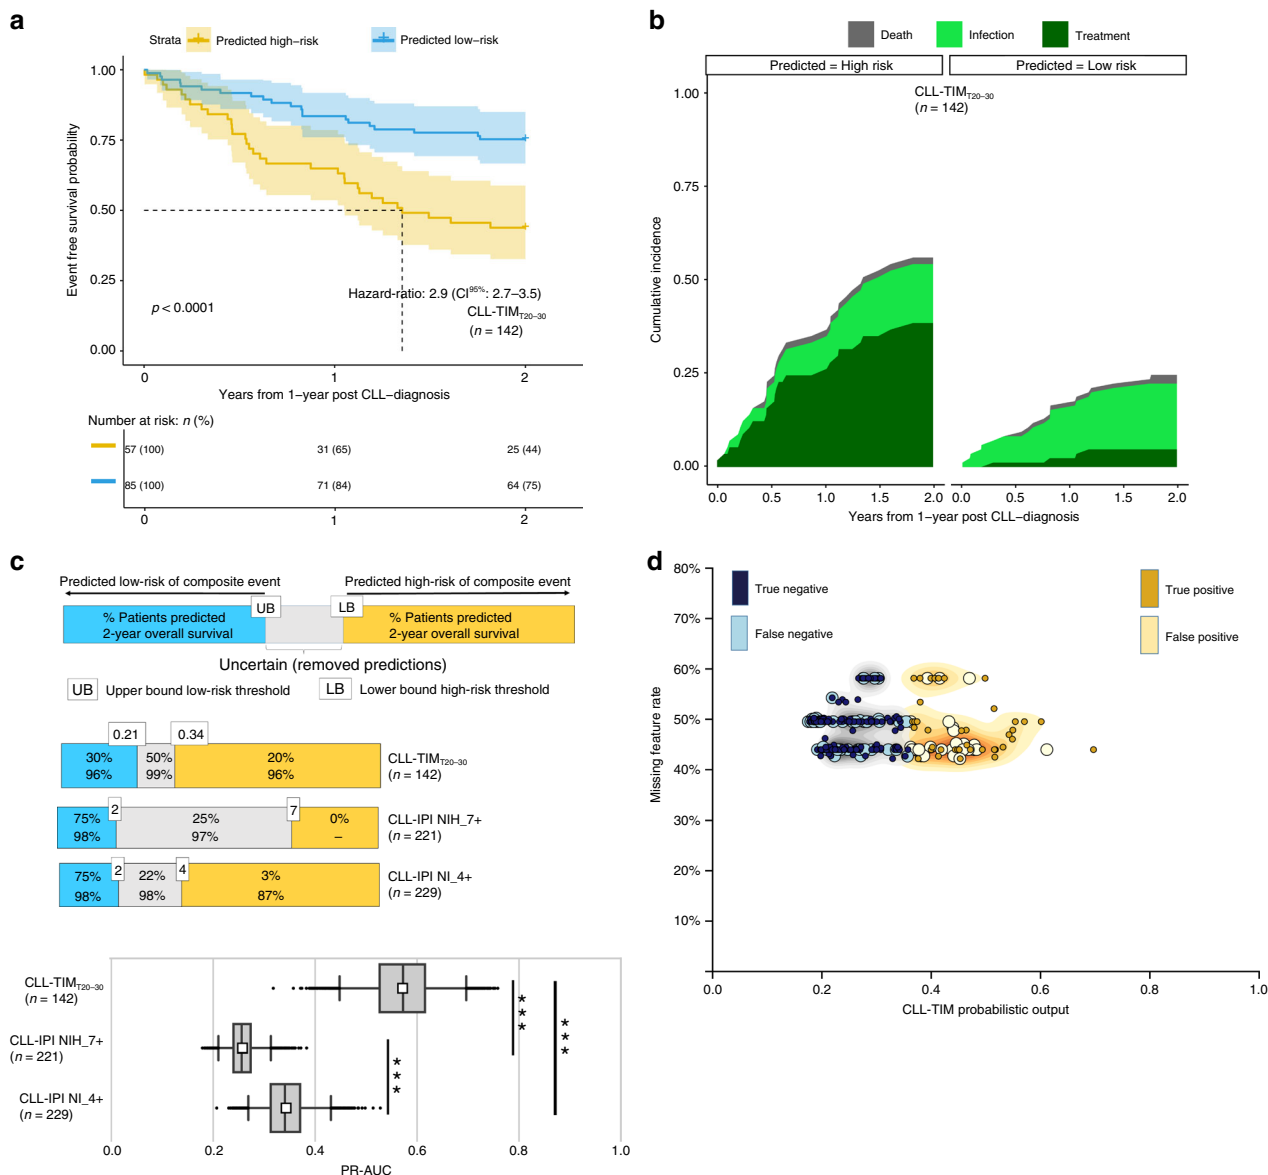 a
Strata Predicted high–risk Predicted low–risk
Event free survival probability
1.00
0.75
0.50
0.25
0.00
p < 0.0001
Hazard-ratio: 2.9 (CI95%: 2.7–3.5)
CLL-TIMT20–30
(n = 142)
0 1 2
Years from 1–year post CLL–diagnosis
Number at risk: n (%)
57 (100) 31 (65) 25 (44)
85 (100) 71 (84) 64 (75)
0 1 2
b
Death Infection Treatment
Predicted = High risk Predicted = Low risk
CLL-TIMT20–30
(n = 142)
Cumulative incidence
1.00
0.75
0.50
0.25
0.00
0.0 0.5 1.0 1.5 2.0 0.0 0.5 1.0 1.5 2.0
Years from 1–year post CLL–diagnosis
c
Predicted low-risk of composite event Predicted high-risk of composite event
UB LB
% Patients predicted
2-year overall survival
% Patients predicted
2-year overall survival
Uncertain (removed predictions)
UB Upper bound low-risk threshold LB Lower bound high-risk threshold
0.21 0.34
30% 50% 20%
96% 99% 96%
CLL-TIMT20–30
(n = 142)
2 7
75% 25% 0%
98% 97% –
CLL-IPI NIH_7+
(n = 221)
2 4
75% 22% 3%
98% 98% 87%
CLL-IPI NI_4+
(n = 229)
CLL-TIMT20–30
(n = 142)
CLL-IPI NIH_7+
(n = 221)
CLL-IPI NI_4+
(n = 229)
***
***
***
0.0 0.2 0.4 0.6 0.8 1.0
PR-AUC
d
Missing feature rate
80%
70%
60%
50%
40%
30%
20%
10%
True negative
False negative
True positive
False positive
0.0 0.2 0.4 0.6 0.8 1.0
CLL-TIM probabilistic output